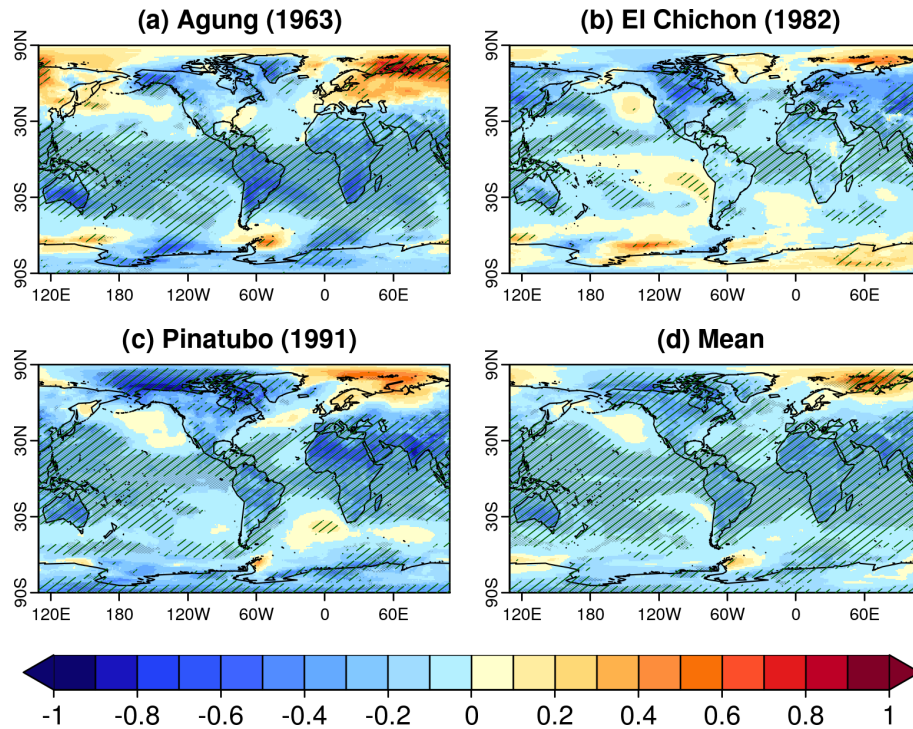 (a) Agung (1963)
(b) El Chichon (1982)
90N
30N
30S
90S
120E 180 120W 60W 0 60E
90N
30N
30S
90S
120E 180 120W 60W 0 60E
(c) Pinatubo (1991)
(d) Mean
90N
30N
30S
90S
120E 180 120W 60W 0 60E
90N
30N
30S
90S
120E 180 120W 60W 0 60E
-1 -0.8 -0.6 -0.4 -0.2 0 0.2 0.4 0.6 0.8 1